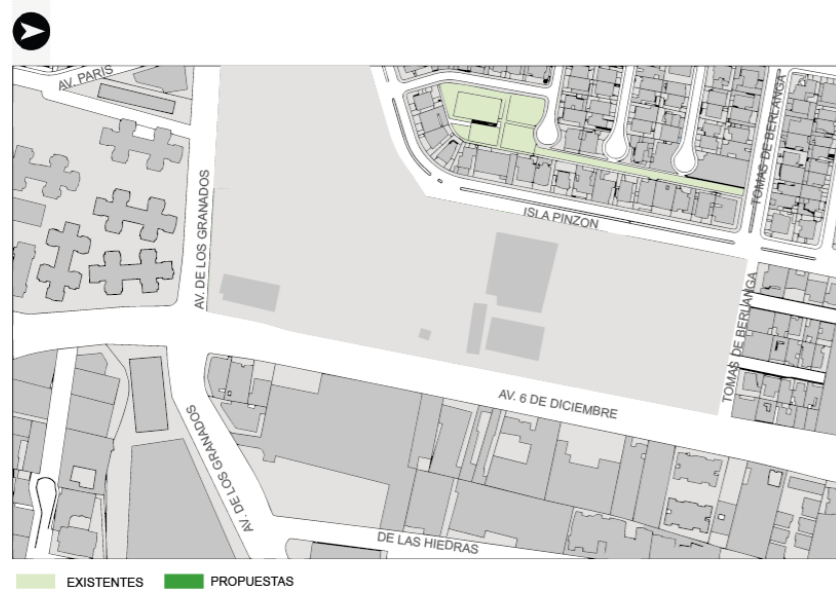 AV. PARIS
AV. DE LOS GRANADOS
ISLA PINZON
TOMAS DE BERLANGA
TOMAS DE BERLANGA
AV. 6 DE DICIEMBRE
AV. DE LOS GRANADOS
DE LAS HIEDRAS
EXISTENTES
PROPUESTAS